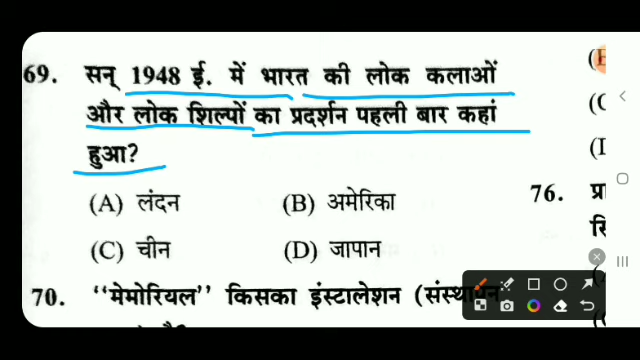 69. सन् 1948 ई. में भारत की लोक कलाओं
और लोक शिल्पों का प्रदर्शन पहली बार कहां
हुआ?
(A) लंदन (B) अमेरिका
(C) चीन (D) जापान
70. "मेमोरियल" किसका इंस्टालेशन
76.